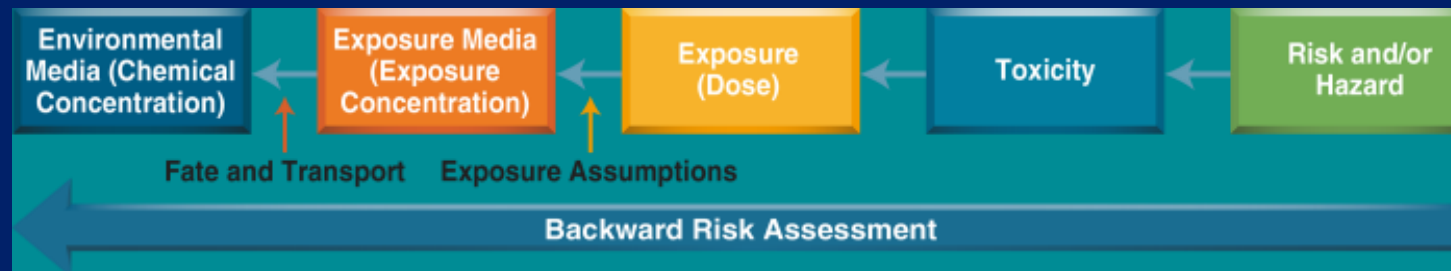 Environmental
Media (Chemical
Concentration)
Exposure Media
(Exposure
Concentration)
Exposure
(Dose)
Toxicity
Risk and/or
Hazard
Fate and Transport
Exposure Assumptions
Backward Risk Assessment